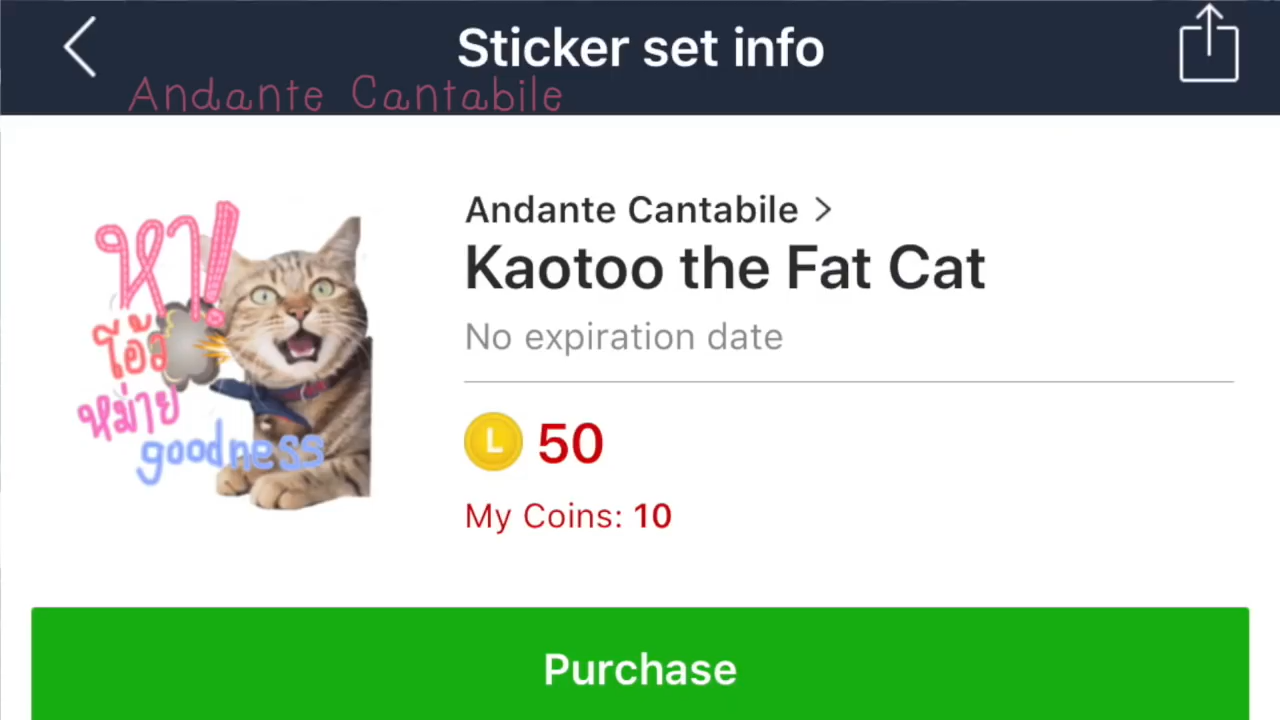 Sticker set info
Andante Cantabile
Andante Cantabile >
Kaotoo the Fat Cat
No expiration date
L 50
My Coins: 10
หา!
โอ้ว
หม่าย
goodness
Purchase